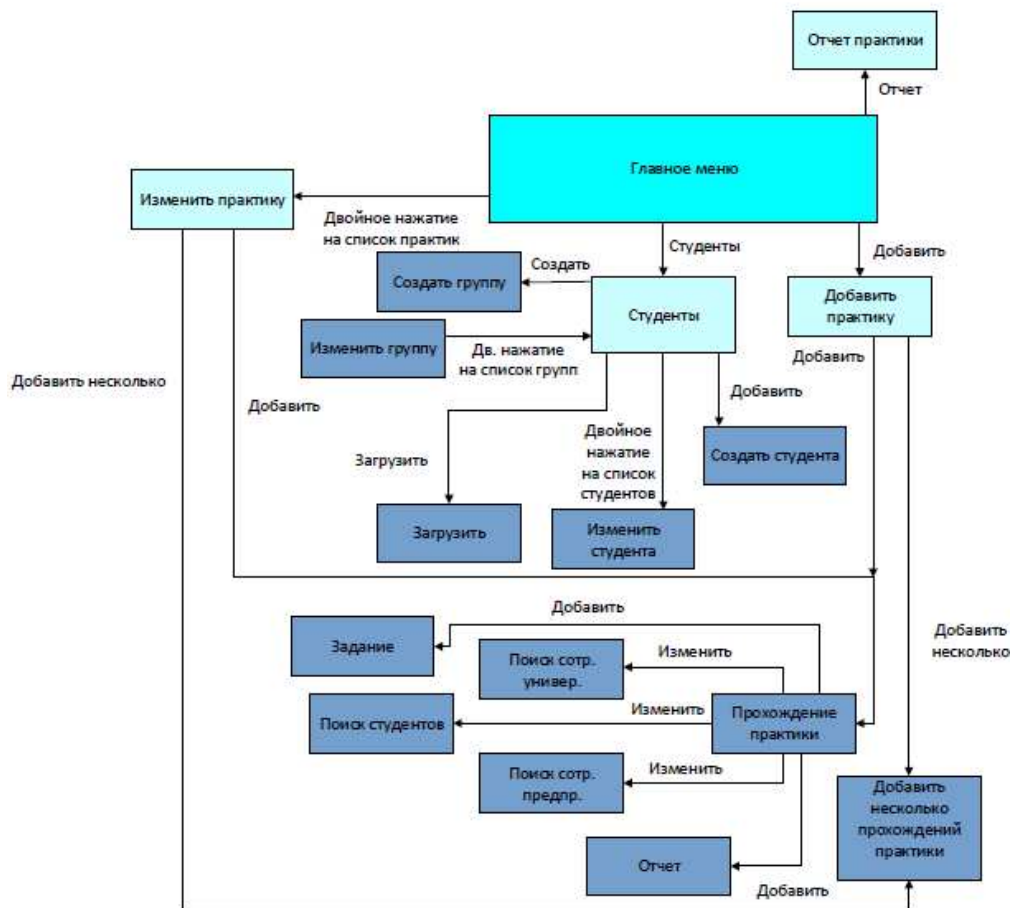 Отчет практики
Отчет
Главное меню
Изменить практику
Двойное нажатие
на список практик
Студенты
Добавить
Создать
Создать группу
Студенты
Добавить
практику
Изменить группу
Дв. нажатие
на список групп
Добавить
Добавить несколько
Добавить
Добавить
Двойное
нажатие
на список
студентов
Создать студента
Загрузить
Загрузить
Изменить
студента
Добавить
Задание
Добавить
несколько
Поиск сотр.
универ.
Изменить
Поиск студентов
Изменить
Прохождение
практики
Поиск сотр.
предпр.
Изменить
Добавить
несколько
прохождений
практики
Отчет
Добавить